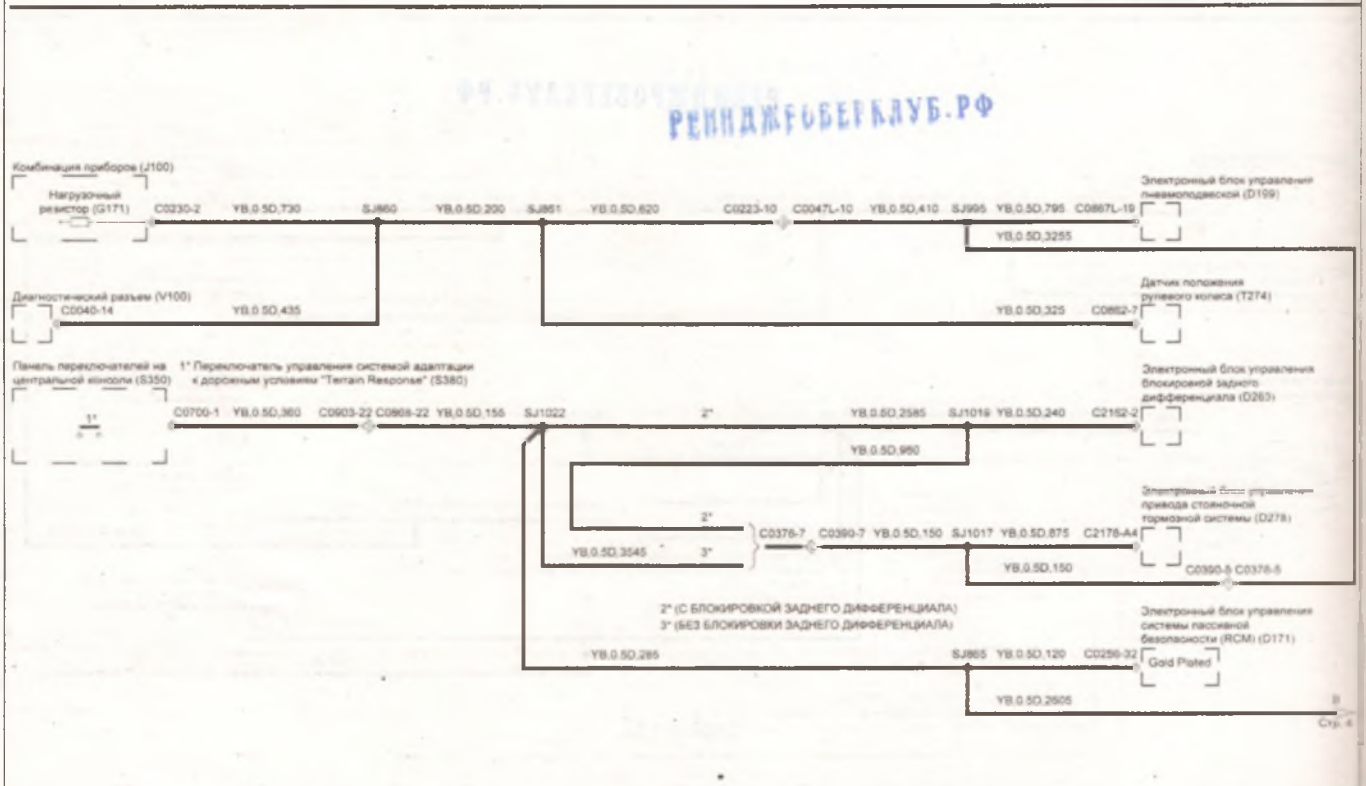 РЕНДЖРОВЕРКЛУБ.РФ
Комбинация приборов (J100)
Нагрузочный
резистор (G171)
C0230-2 YB,0.5D,730 SJ860 YB,0.5D,200 SJ861 YB,0.5D,620 C0223-10 C0047L-10 YB,0.5D,410 SJ995 YB,0.5D,795 C0867L-19
Электронный блок управления
пневмоподвеской (D199)
YB,0.5D,3255
Диагностический разъем (V100)
C0040-14 YB,0.5D,435
Датчик положения
рулевого колеса (T274)
YB,0.5D,325 C0862-7
Панель переключателей на
центральной консоли (S350)
1* Переключатель управления системой адаптации
к дорожным условиям "Terrain Response" (S380)
Электронный блок управления
блокировкой заднего
дифференциала (D263)
1*
C0700-1 YB,0.5D,360 C0903-22 C0868-22 YB,0.5D,155 SJ1022 2* YB,0.5D,2585 SJ1019 YB,0.5D,240 C2152-2
YB,0.5D,980
Электронный блок управления
привода стояночной
тормозной системы (D278)
2*
C0376-7 C0390-7 YB,0.5D,150 SJ1017 YB,0.5D,875 C2178-A4
YB,0.5D,3545 3*
YB,0.5D,150 C0390-5 C0376-5
2* (С БЛОКИРОВКОЙ ЗАДНЕГО ДИФФЕРЕНЦИАЛА)
3* (БЕЗ БЛОКИРОВКИ ЗАДНЕГО ДИФФЕРЕНЦИАЛА)
Электронный блок управления
системы пассивной
безопасности (RCM) (D171)
YB,0.5D,285 SJ865 YB,0.5D,120 C0256-32
Gold Plated
YB,0.5D,2605
B
Стр. 4